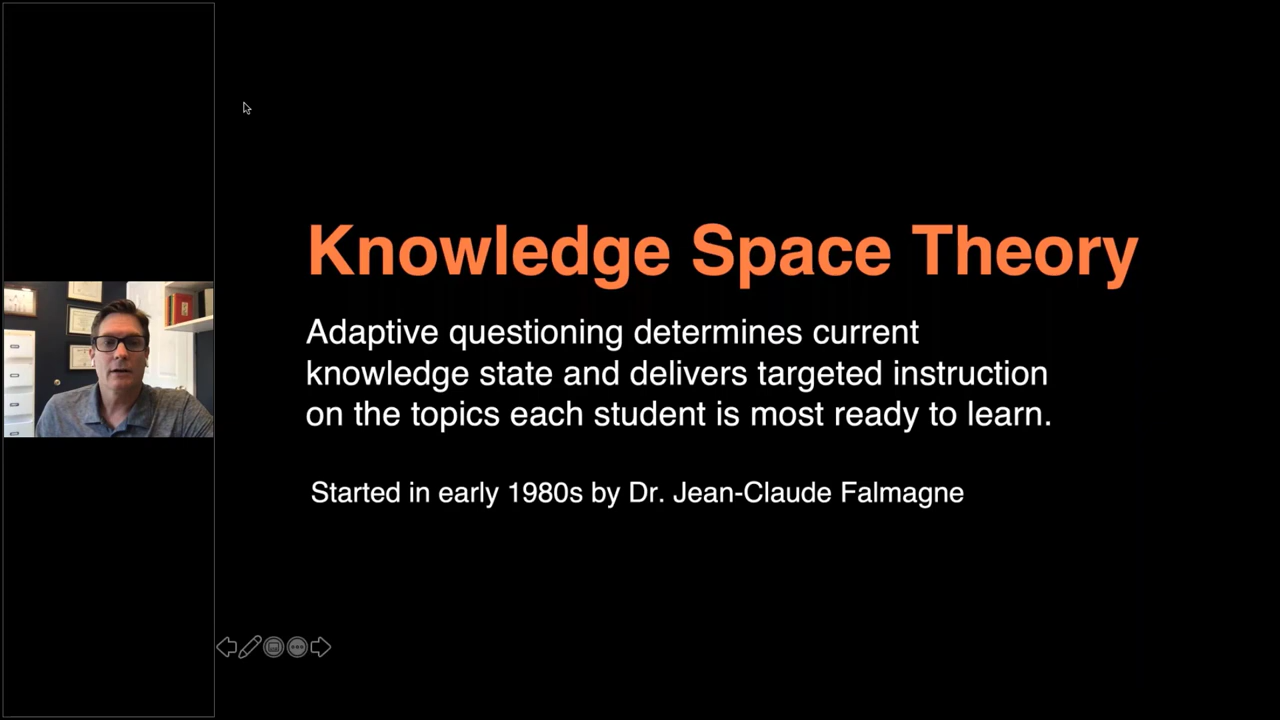 Knowledge Space Theory
Adaptive questioning determines current
knowledge state and delivers targeted instruction
on the topics each student is most ready to learn.
Started in early 1980s by Dr. Jean-Claude Falmagne